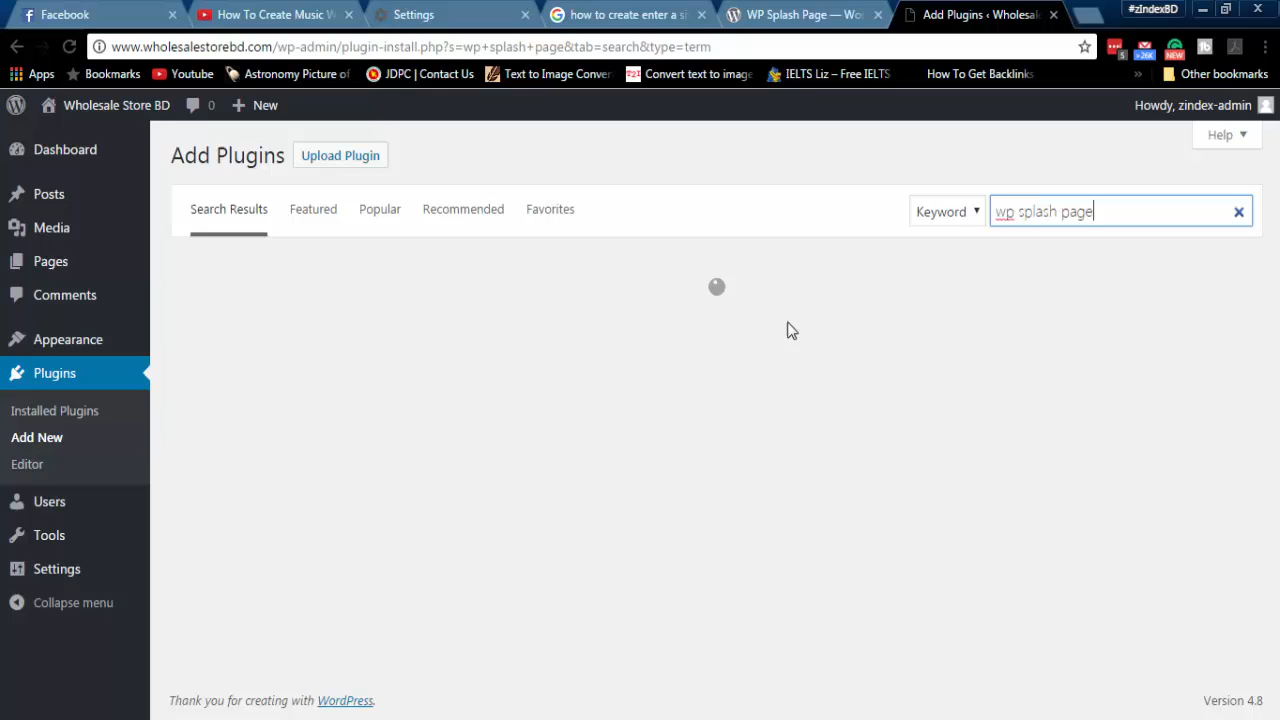 Facebook
How To Create Music W
Settings
how to create enter a si
WP Splash Page — Wor
Add Plugins ‹ Wholesal
#zIndexBD
www.wholesalestorebd.com/wp-admin/plugin-install.php?s=wp+splash+page&tab=search&type=term
5
>26K
NEW
Apps
Bookmarks
Youtube
Astronomy Picture of
JDPC | Contact Us
Text to Image Conver
Convert text to image
IELTS Liz – Free IELTS
How To Get Backlinks
»
Other bookmarks
Wholesale Store BD
0
New
Howdy, zindex-admin
Dashboard
Posts
Media
Pages
Comments
Appearance
Plugins
Installed Plugins
Add New
Editor
Users
Tools
Settings
Collapse menu
Help
Add Plugins
Upload Plugin
Search Results
Featured
Popular
Recommended
Favorites
Keyword
wp splash page
Thank you for creating with WordPress.
Version 4.8